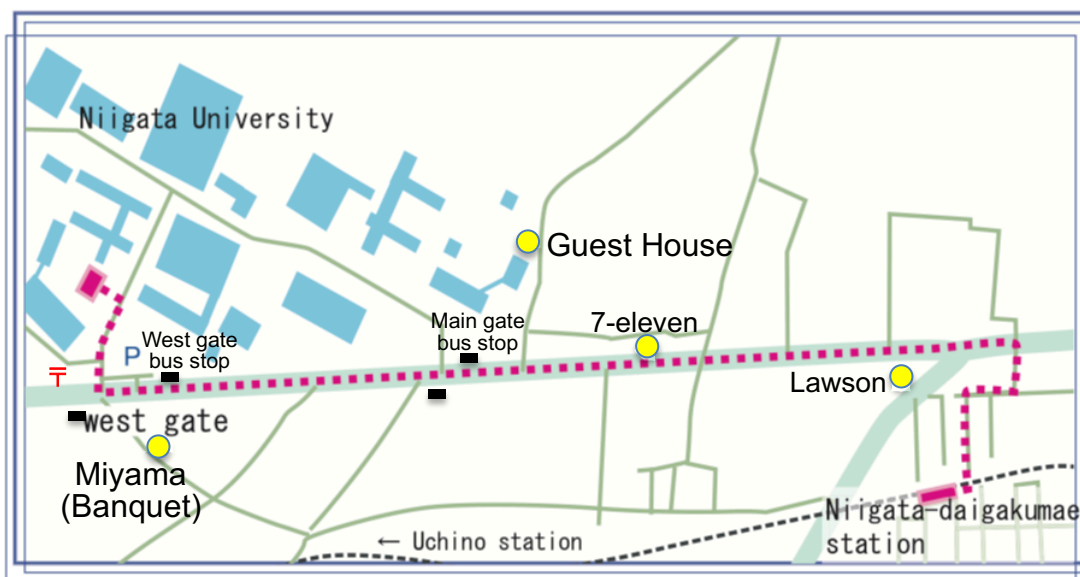 Niigata University
Guest House
7-eleven
Main gate
bus stop
West gate
bus stop
P
〒
Lawson
west gate
Miyama
(Banquet)
← Uchino station
Niigata-daigakumae
station